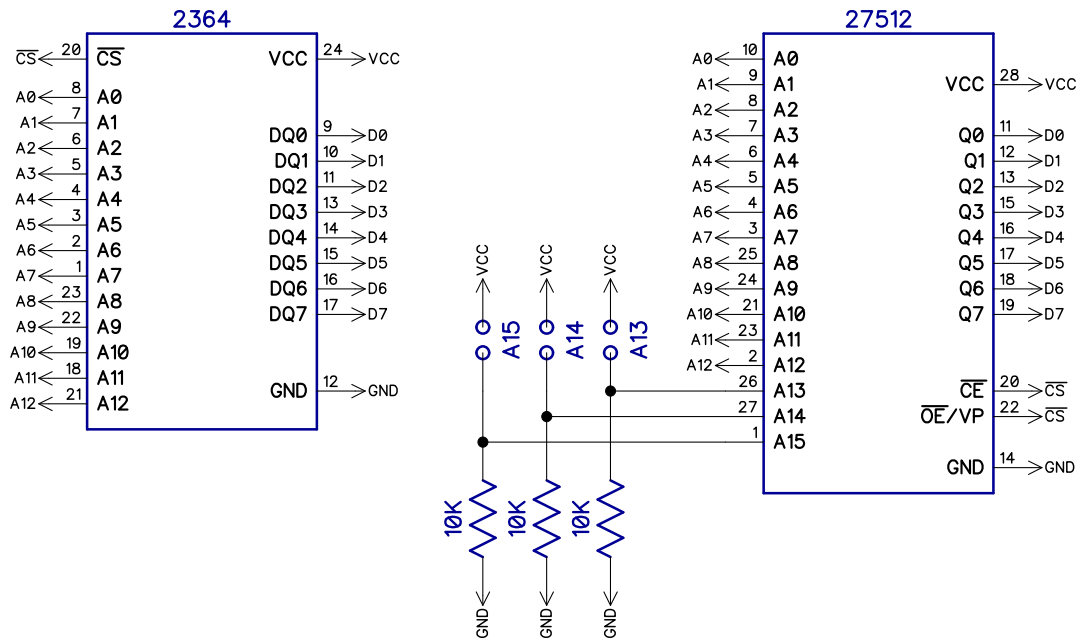 2364
CS 20 CS VCC 24 VCC
A0 8 A0
A1 7 A1 DQ0 9 D0
A2 6 A2 DQ1 10 D1
A3 5 A3 DQ2 11 D2
A4 4 A4 DQ3 13 D3
A5 3 A5 DQ4 14 D4
A6 2 A6 DQ5 15 D5
A7 1 A7 DQ6 16 D6
A8 23 A8 DQ7 17 D7
A9 22 A9
A10 19 A10
A11 18 A11 GND 12 GND
A12 21 A12
VCC VCC VCC
A15 A14 A13
10K 10K 10K
GND GND GND
27512
A0 10 A0
A1 9 A1 VCC 28 VCC
A2 8 A2
A3 7 A3 Q0 11 D0
A4 6 A4 Q1 12 D1
A5 5 A5 Q2 13 D2
A6 4 A6 Q3 15 D3
A7 3 A7 Q4 16 D4
A8 25 A8 Q5 17 D5
A9 24 A9 Q6 18 D6
A10 21 A10 Q7 19 D7
A11 23 A11
A12 2 A12
26 A13 CE 20 CS
27 A14 OE/VP 22 CS
1 A15
GND 14 GND